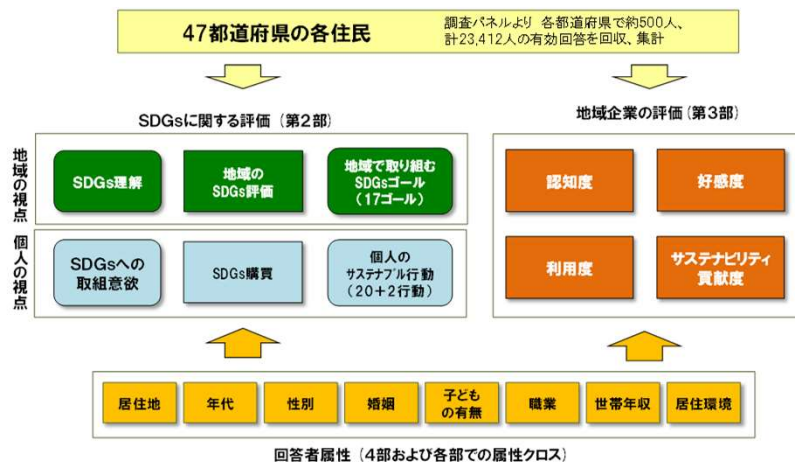 47都道府県の各住民
調査パネルより 各都道府県で約500人、
計23,412人の有効回答を回収、集計
SDGsに関する評価 (第2部)
地域の視点
SDGs理解
地域の
SDGs評価
地域で取り組む
SDGsゴール
(17ゴール)
個人の視点
SDGsへの
取組意欲
SDGs購買
個人の
サステナブル行動
(20+2行動)
地域企業の評価(第3部)
認知度
好感度
利用度
サステナビリティ
貢献度
居住地
年代
性別
婚姻
子ども
の有無
職業
世帯年収
居住環境
回答者属性 (4部および各部での属性クロス)